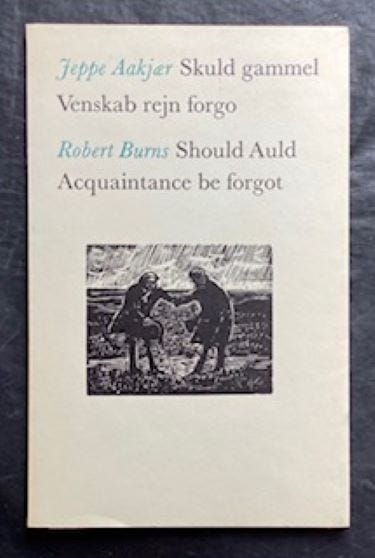 Jeppe Aakjær Skuld gammel
Venskab rejn forgo
Robert Burns Should Auld
Acquaintance be forgot